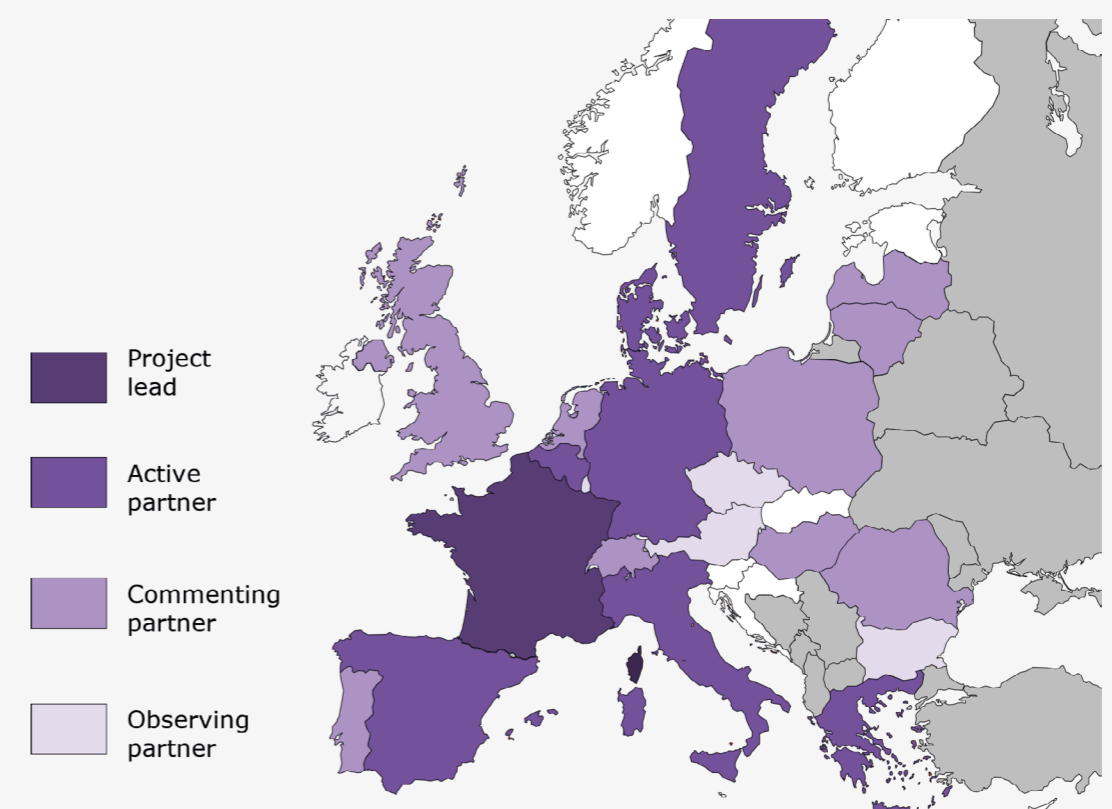 Project
lead
Active
partner
Commenting
partner
Observing
partner